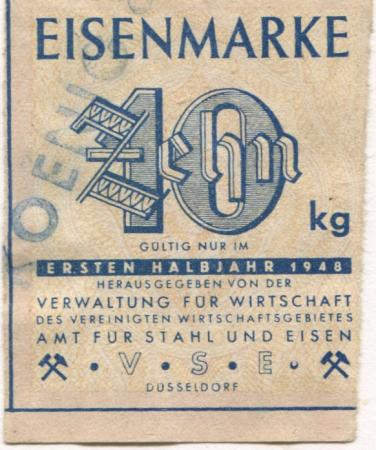 EISENMARKE
10
Zehn
kg
GÜLTIG NUR IM
ERSTEN HALBJAHR 1948
HERAUSGEGEBEN VON DER
VERWALTUNG FÜR WIRTSCHAFT
DES VEREINIGTEN WIRTSCHAFTSGEBIETES
AMT FÜR STAHL UND EISEN
• V • S • E •
DÜSSELDORF